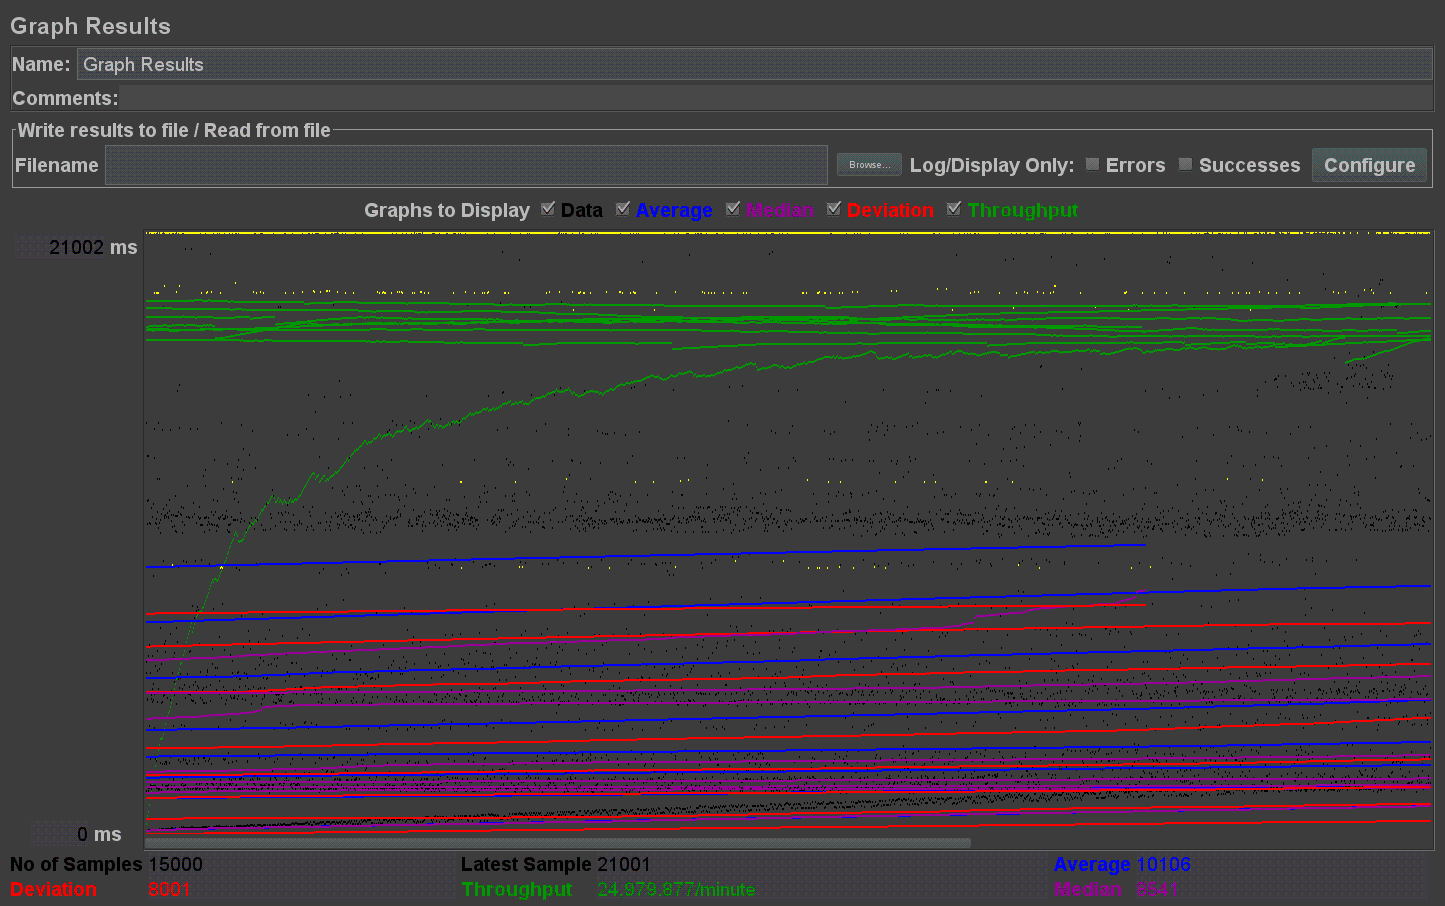 Graph Results
Name: Graph Results
Comments:
Write results to file / Read from file
Filename Browse... Log/Display Only: Errors Successes Configure
Graphs to Display Data Average Median Deviation Throughput
21002 ms
0 ms
No of Samples 15000 Latest Sample 21001 Average 10106
Deviation 8001 Throughput 24,979.977/minute Median